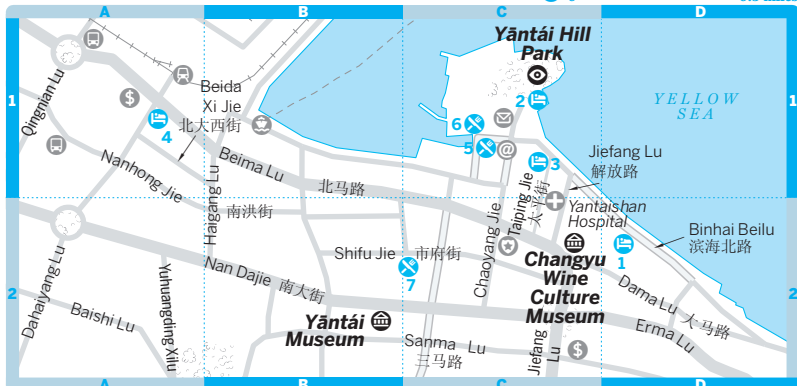 A
B
C
D
1
2
1
2
A
B
C
D
Qingnian Lu
$
4
Beida
Xi Jie
北大西街
Nanhong Jie
Haigang Lu
南洪街
Beima Lu
北马路
Yāntái Hill
Park
2
6
5
@
3
YELLOW
SEA
Jiefang Lu
解放路
Taiping Jie
太平街
Yantaishan
Hospital
Binhai Beilu
滨海北路
1
Chaoyang Jie
Changyu
Wine
Culture
Museum
Shifu Jie 市府街
7
Nan Dajie 南大街
Dahaiyang Lu
Baishi Lu
Yuhuangding Xilu
Yāntái
Museum
Sanma Lu
三马路
Jiefang
Lu
$
Dama Lu 大马路
Erma Lu